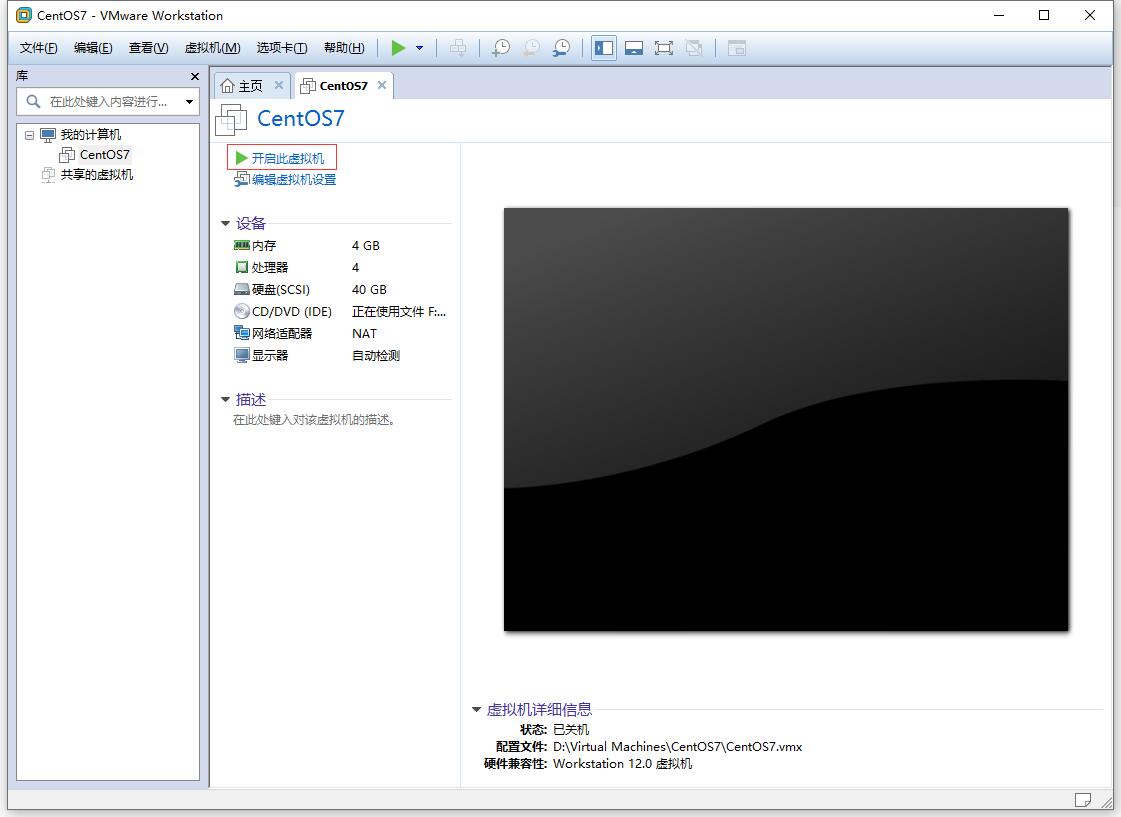 CentOS7 - VMware Workstation
文件(F) 编辑(E) 查看(V) 虚拟机(M) 选项卡(T) 帮助(H)
库
在此处键入内容进行...
我的计算机
CentOS7
共享的虚拟机
主页 CentOS7
CentOS7
开启此虚拟机
编辑虚拟机设置
设备
内存 4 GB
处理器 4
硬盘(SCSI) 40 GB
CD/DVD (IDE) 正在使用文件 F:...
网络适配器 NAT
显示器 自动检测
描述
在此处键入对该虚拟机的描述。
虚拟机详细信息
状态: 已关机
配置文件: D:\Virtual Machines\CentOS7\CentOS7.vmx
硬件兼容性: Workstation 12.0 虚拟机